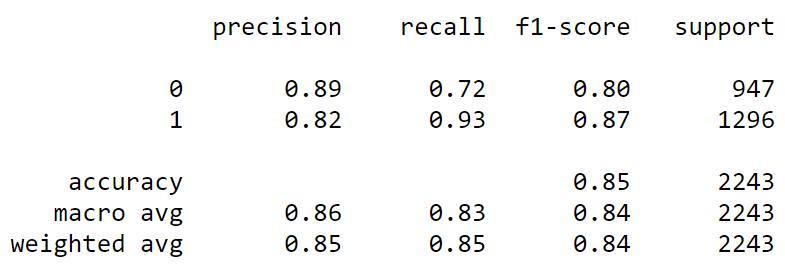 precision recall f1-score support
0 0.89 0.72 0.80 947
1 0.82 0.93 0.87 1296
accuracy 0.85 2243
macro avg 0.86 0.83 0.84 2243
weighted avg 0.85 0.85 0.84 2243